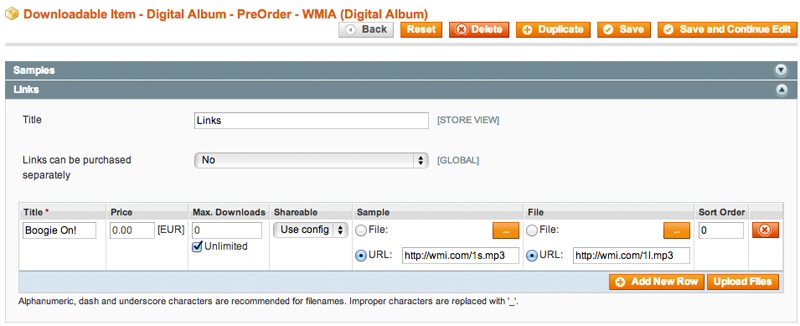 Downloadable Item - Digital Album - PreOrder - WMIA (Digital Album)
Back Reset Delete Duplicate Save Save and Continue Edit
Samples
Links
Title Links [STORE VIEW]
Links can be purchased separately No [GLOBAL]
Title * Price Max. Downloads Shareable Sample File Sort Order
Boogie On! 0.00 [EUR] 0 Use config File: ... File: ... 0
Unlimited URL: http://wmi.com/1s.mp3 URL: http://wmi.com/1l.mp3
Add New Row Upload Files
Alphanumeric, dash and underscore characters are recommended for filenames. Improper characters are replaced with '_'.